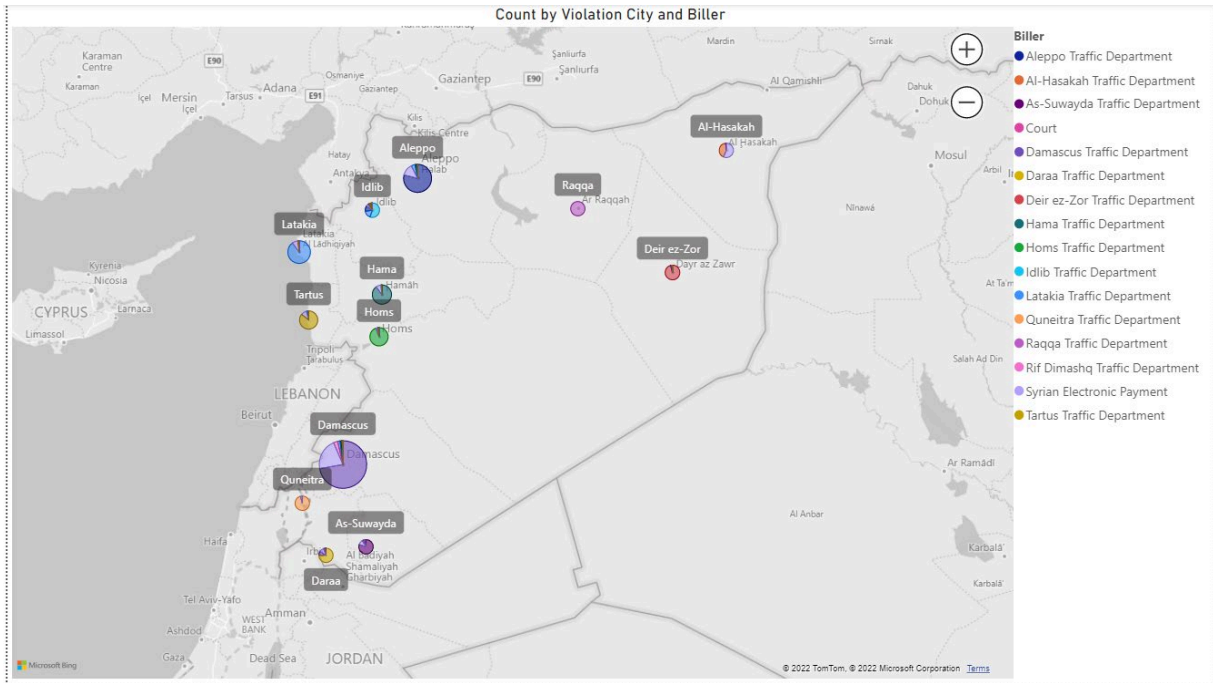 Count by Violation City and Biller
Karaman
Centre
Karaman
E90
Adana
Osmaniye
Gaziantep
Gaziantep
E90
Şanlıurfa
Şanlıurfa
Mardin
Sirnak
İçel
Mersin
İçel
Tarsus
E91
Kilis
Kilis Centre
Al Qamishli
Dahuk
Dohuk
Hatay
Antakya
Aleppo
Aleppo
Halab
Al-Hasakah
Al Hasakah
Mosul
Arbil
Idlib
Idlib
Raqqa
Ar Raqqah
Nīnawá
Latakia
Latakia
Al Lādhiqīyah
Deir ez-Zor
Dayr az Zawr
Kyrenia
Nicosia
CYPRUS
Larnaca
Limassol
Hama
Hamāh
Tartus
Homs
Homs
Tripoli
Tarabulus
Salah Ad Din
LEBANON
Beirut
Damascus
Damascus
Ar Ramādī
Quneitra
As-Suwayda
Al Anbar
Haifa
Al Badiyah
Shamaliyah
Gharbiyah
Daraa
Karbalā'
Karbalā'
Tel Aviv-Yafo
Amman
WEST
BANK
Ashdod
Gaza
Dead Sea
JORDAN
Microsoft Bing
© 2022 TomTom, © 2022 Microsoft Corporation Terms
Biller
Aleppo Traffic Department
Al-Hasakah Traffic Department
As-Suwayda Traffic Department
Court
Damascus Traffic Department
Daraa Traffic Department
Deir ez-Zor Traffic Department
Hama Traffic Department
Homs Traffic Department
Idlib Traffic Department
Latakia Traffic Department
Quneitra Traffic Department
Raqqa Traffic Department
Rif Dimashq Traffic Department
Syrian Electronic Payment
Tartus Traffic Department